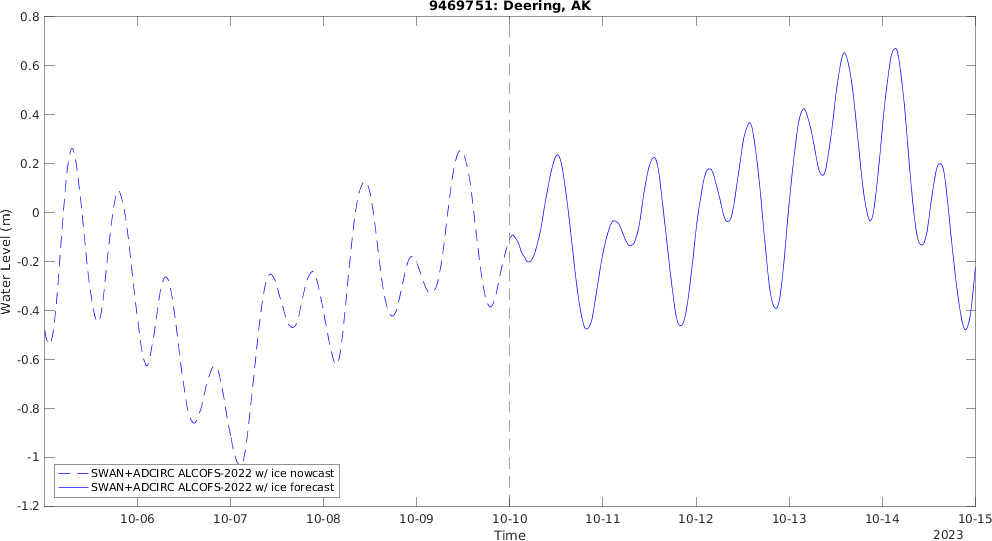 9469751: Deering, AK
0.8
0.6
0.4
0.2
0
-0.2
-0.4
-0.6
-0.8
-1
-1.2
Water Level (m)
SWAN+ADCIRC ALCOFS-2022 w/ ice nowcast
SWAN+ADCIRC ALCOFS-2022 w/ ice forecast
10-06 10-07 10-08 10-09 10-10 10-11 10-12 10-13 10-14 10-15
Time
2023